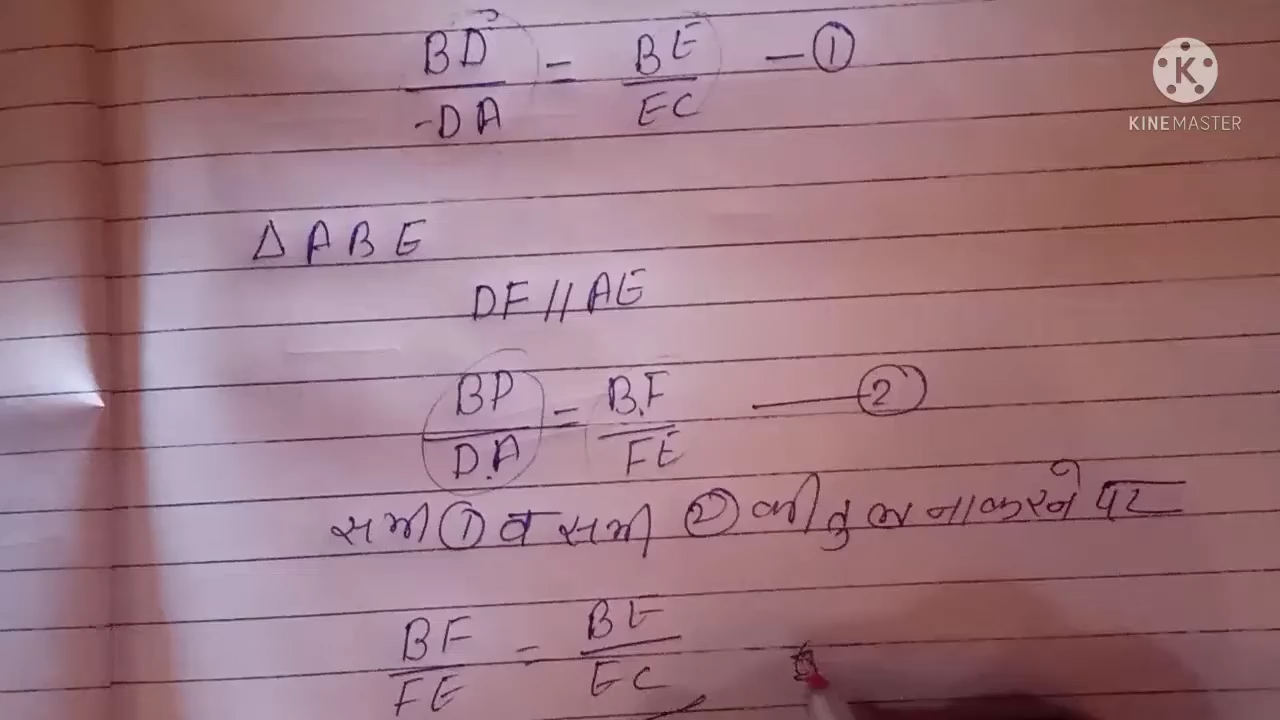 BD/DA = BE/EC — ①
KINEMASTER
Δ ABE
DF // AE
BD/DA = BF/FE — ②
समी ① व समी ② की तुलना करने पर
BF/FE = BE/EC